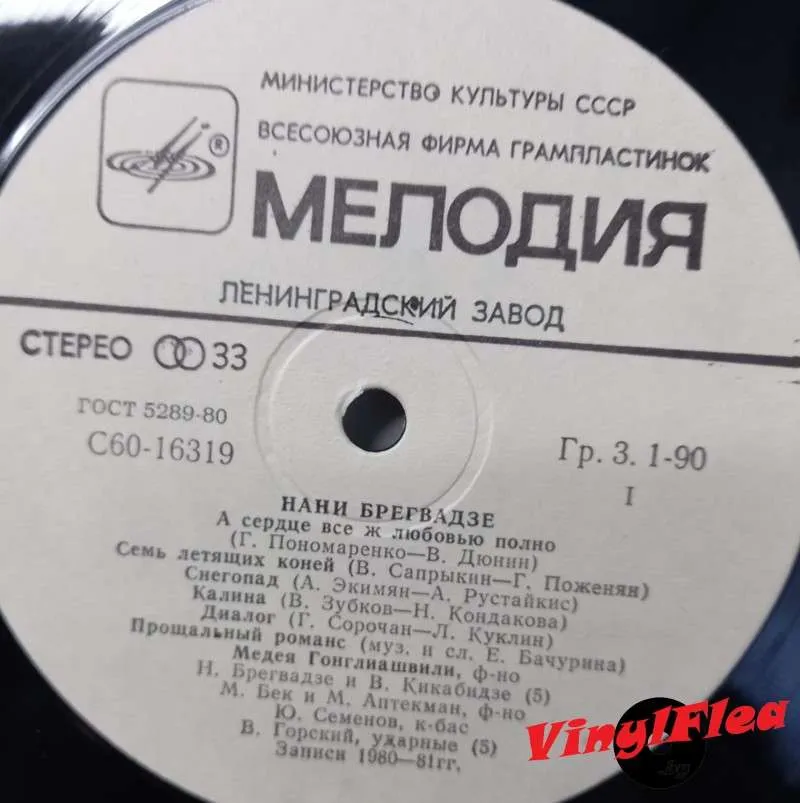 МИНИСТЕРСТВО КУЛЬТУРЫ СССР
ВСЕСОЮЗНАЯ ФИРМА ГРАМПЛАСТИНОК
®
МЕЛОДИЯ
ЛЕНИНГРАДСКИЙ ЗАВОД
СТЕРЕО 33
ГОСТ 5289-80
С60-16319
Гр. 3. 1-90
I
НАНИ БРЕГВАДЗЕ
А сердце все ж любовью полно
(Г. Пономаренко—В. Дюнин)
Семь летящих коней (В. Сапрыкин—Г. Поженян)
Снегопад (А. Экимян—А. Рустайкис)
Калина (В. Зубков—Н. Кондакова)
Диалог (Г. Сорочан—Л. Куклин)
Прощальный романс (муз. и сл. Е. Бачурина)
Медея Гонглиашвили, ф-но
Н. Брегвадзе и В. Кикабидзе (5)
М. Бек и М. Аптекман, ф-но
Ю. Семенов, к-бас
В. Горский, ударные (5)
Записи 1980—81гг.
VinylFlea